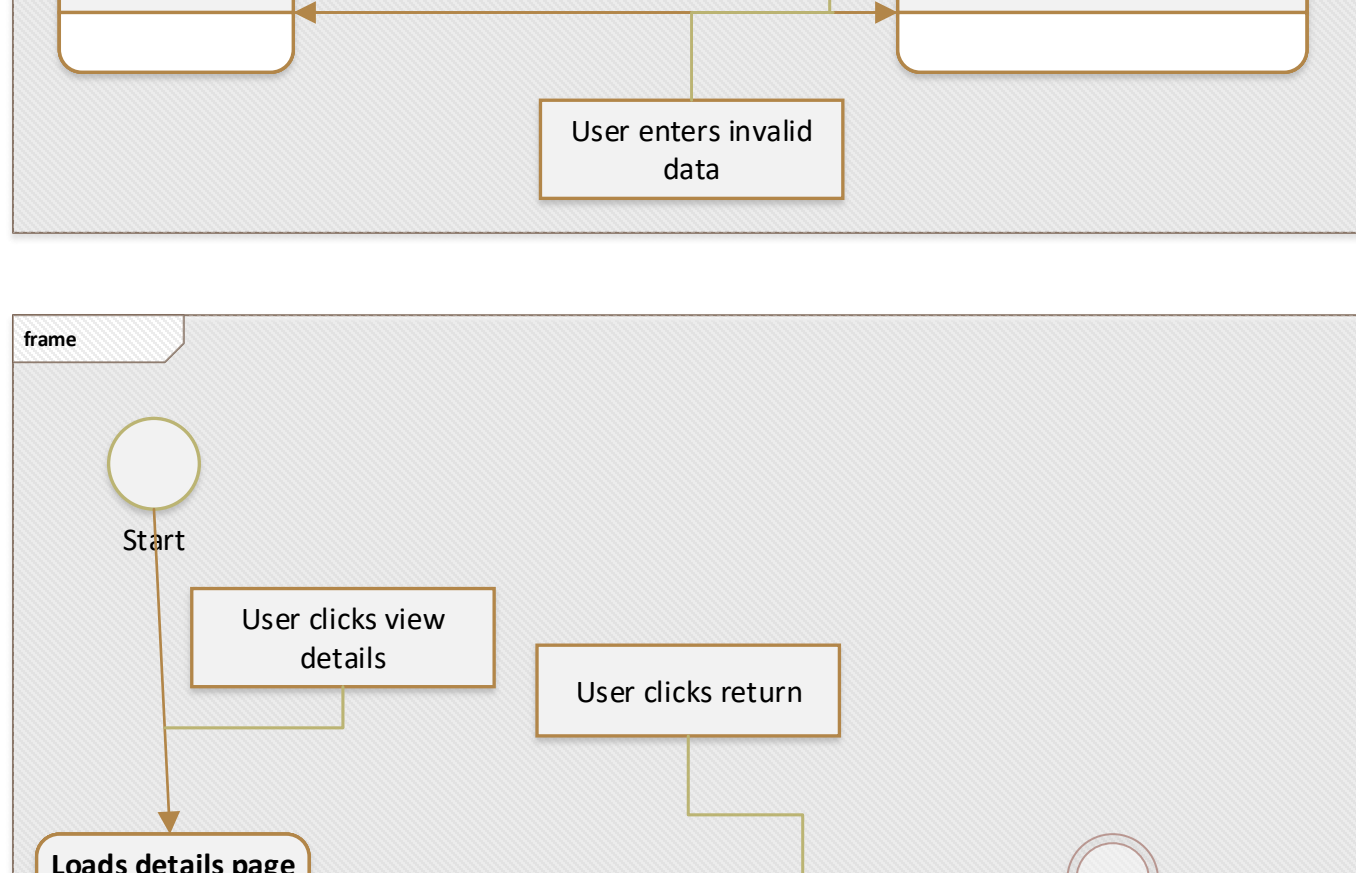 User enters invalid
data
frame
Start
User clicks view
details
User clicks return
Loads details page